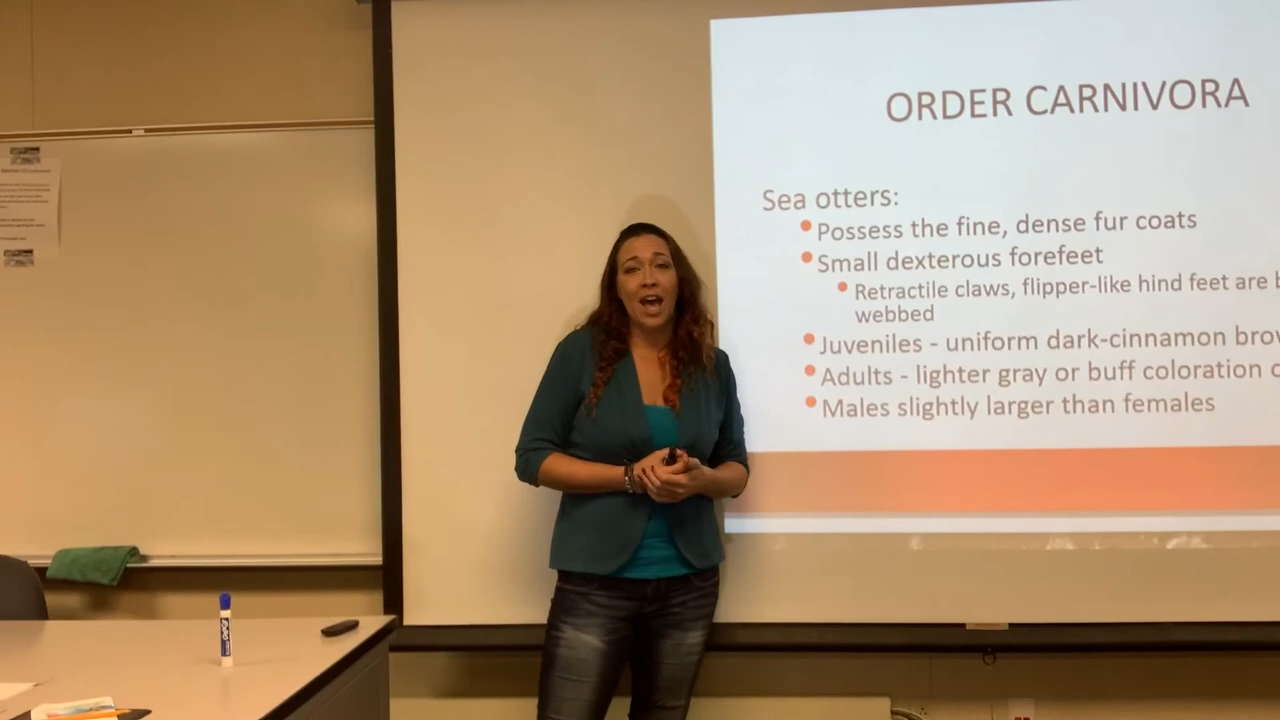 ORDER CARNIVORA
Sea otters:
Possess the fine, dense fur coats
Small dexterous forefeet
Retractile claws, flipper-like hind feet are
webbed
Juveniles - uniform dark-cinnamon
Adults - lighter gray or buff coloration
Males slightly larger than females
EXPO